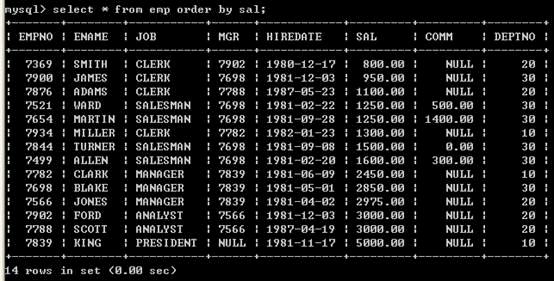 mysql> select * from emp order by sal;
+-------+--------+-----------+------+------------+---------+---------+--------+
| EMPNO | ENAME | JOB | MGR | HIREDATE | SAL | COMM | DEPTNO |
+-------+--------+-----------+------+------------+---------+---------+--------+
| 7369 | SMITH | CLERK | 7902 | 1980-12-17 | 800.00 | NULL | 20 |
| 7900 | JAMES | CLERK | 7698 | 1981-12-03 | 950.00 | NULL | 30 |
| 7876 | ADAMS | CLERK | 7788 | 1987-05-23 | 1100.00 | NULL | 20 |
| 7521 | WARD | SALESMAN | 7698 | 1981-02-22 | 1250.00 | 500.00 | 30 |
| 7654 | MARTIN | SALESMAN | 7698 | 1981-09-28 | 1250.00 | 1400.00 | 30 |
| 7934 | MILLER | CLERK | 7782 | 1982-01-23 | 1300.00 | NULL | 10 |
| 7844 | TURNER | SALESMAN | 7698 | 1981-09-08 | 1500.00 | 0.00 | 30 |
| 7499 | ALLEN | SALESMAN | 7698 | 1981-02-20 | 1600.00 | 300.00 | 30 |
| 7782 | CLARK | MANAGER | 7839 | 1981-06-09 | 2450.00 | NULL | 10 |
| 7698 | BLAKE | MANAGER | 7839 | 1981-05-01 | 2850.00 | NULL | 30 |
| 7566 | JONES | MANAGER | 7839 | 1981-04-02 | 2975.00 | NULL | 20 |
| 7902 | FORD | ANALYST | 7566 | 1981-12-03 | 3000.00 | NULL | 20 |
| 7788 | SCOTT | ANALYST | 7566 | 1987-04-19 | 3000.00 | NULL | 20 |
| 7839 | KING | PRESIDENT | NULL | 1981-11-17 | 5000.00 | NULL | 10 |
+-------+--------+-----------+------+------------+---------+---------+--------+
14 rows in set (0.00 sec)